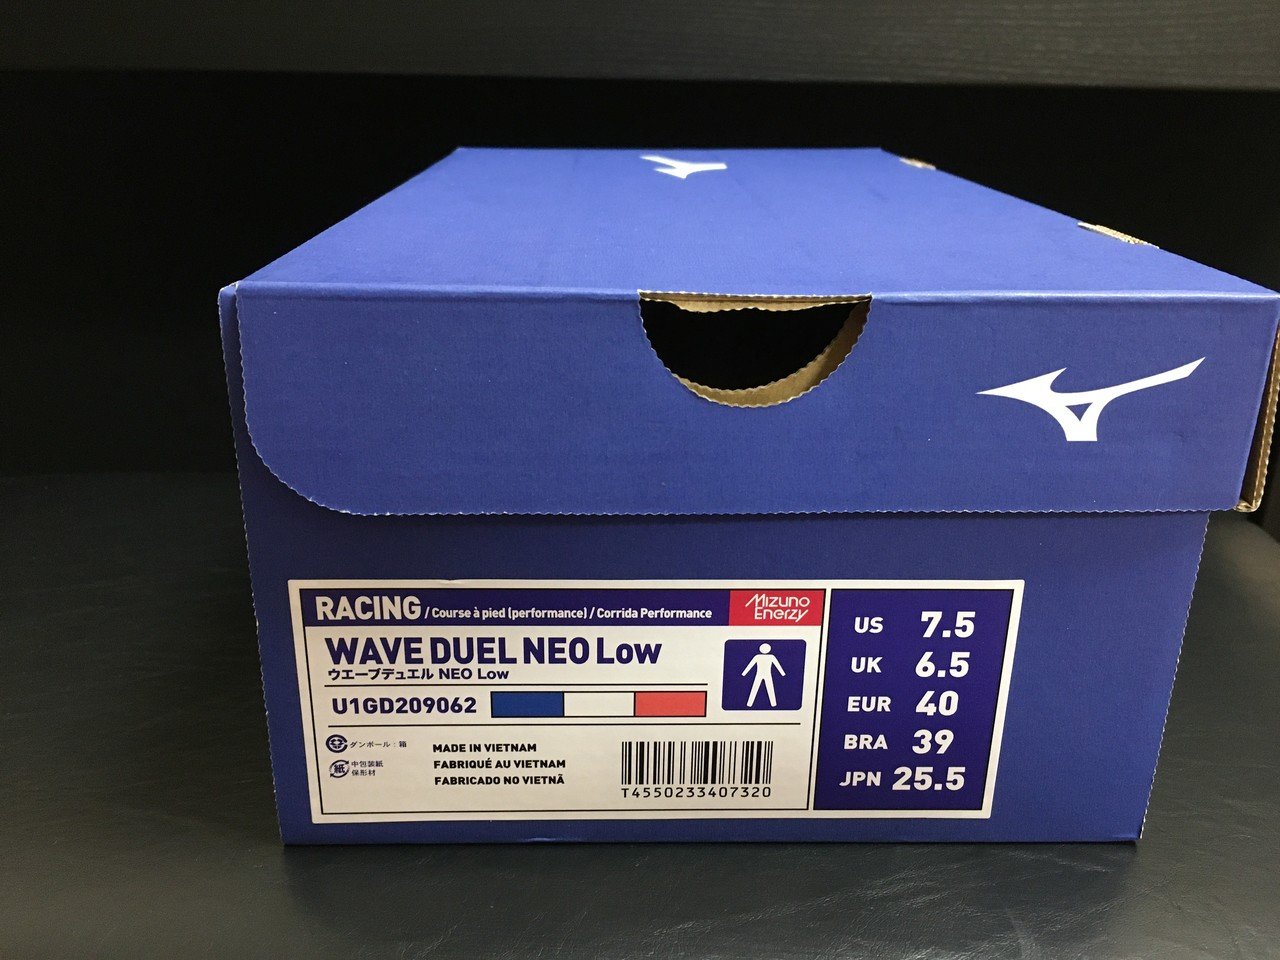 RACING / Course à pied (performance) / Corrida Performance
Mizuno
Enerzy
WAVE DUEL NEO Low
ウエーブデュエル NEO Low
U1GD209062
ダンボール : 箱
紙
中包装紙
保形材
MADE IN VIETNAM
FABRIQUÉ AU VIETNAM
FABRICADO NO VIETNÃ
T4550233407320
US 7.5
UK 6.5
EUR 40
BRA 39
JPN 25.5